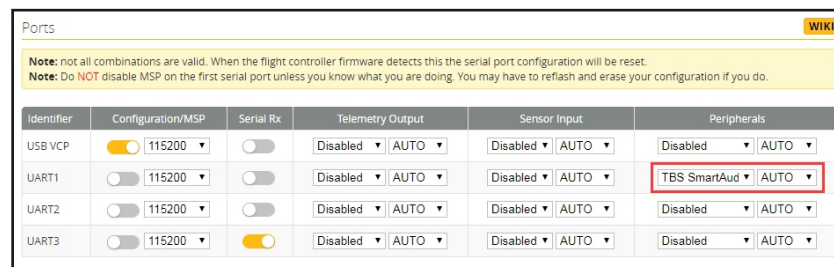 Ports
WIKI
Note: not all combinations are valid. When the flight controller firmware detects this the serial port configuration will be reset.
Note: Do NOT disable MSP on the first serial port unless you know what you are doing. You may have to reflash and erase your configuration if you do.
Identifier Configuration/MSP Serial Rx Telemetry Output Sensor Input Peripherals
USB VCP 115200 Disabled AUTO Disabled AUTO Disabled AUTO
UART1 115200 Disabled AUTO Disabled AUTO TBS SmartAud AUTO
UART2 115200 Disabled AUTO Disabled AUTO Disabled AUTO
UART3 115200 Disabled AUTO Disabled AUTO Disabled AUTO